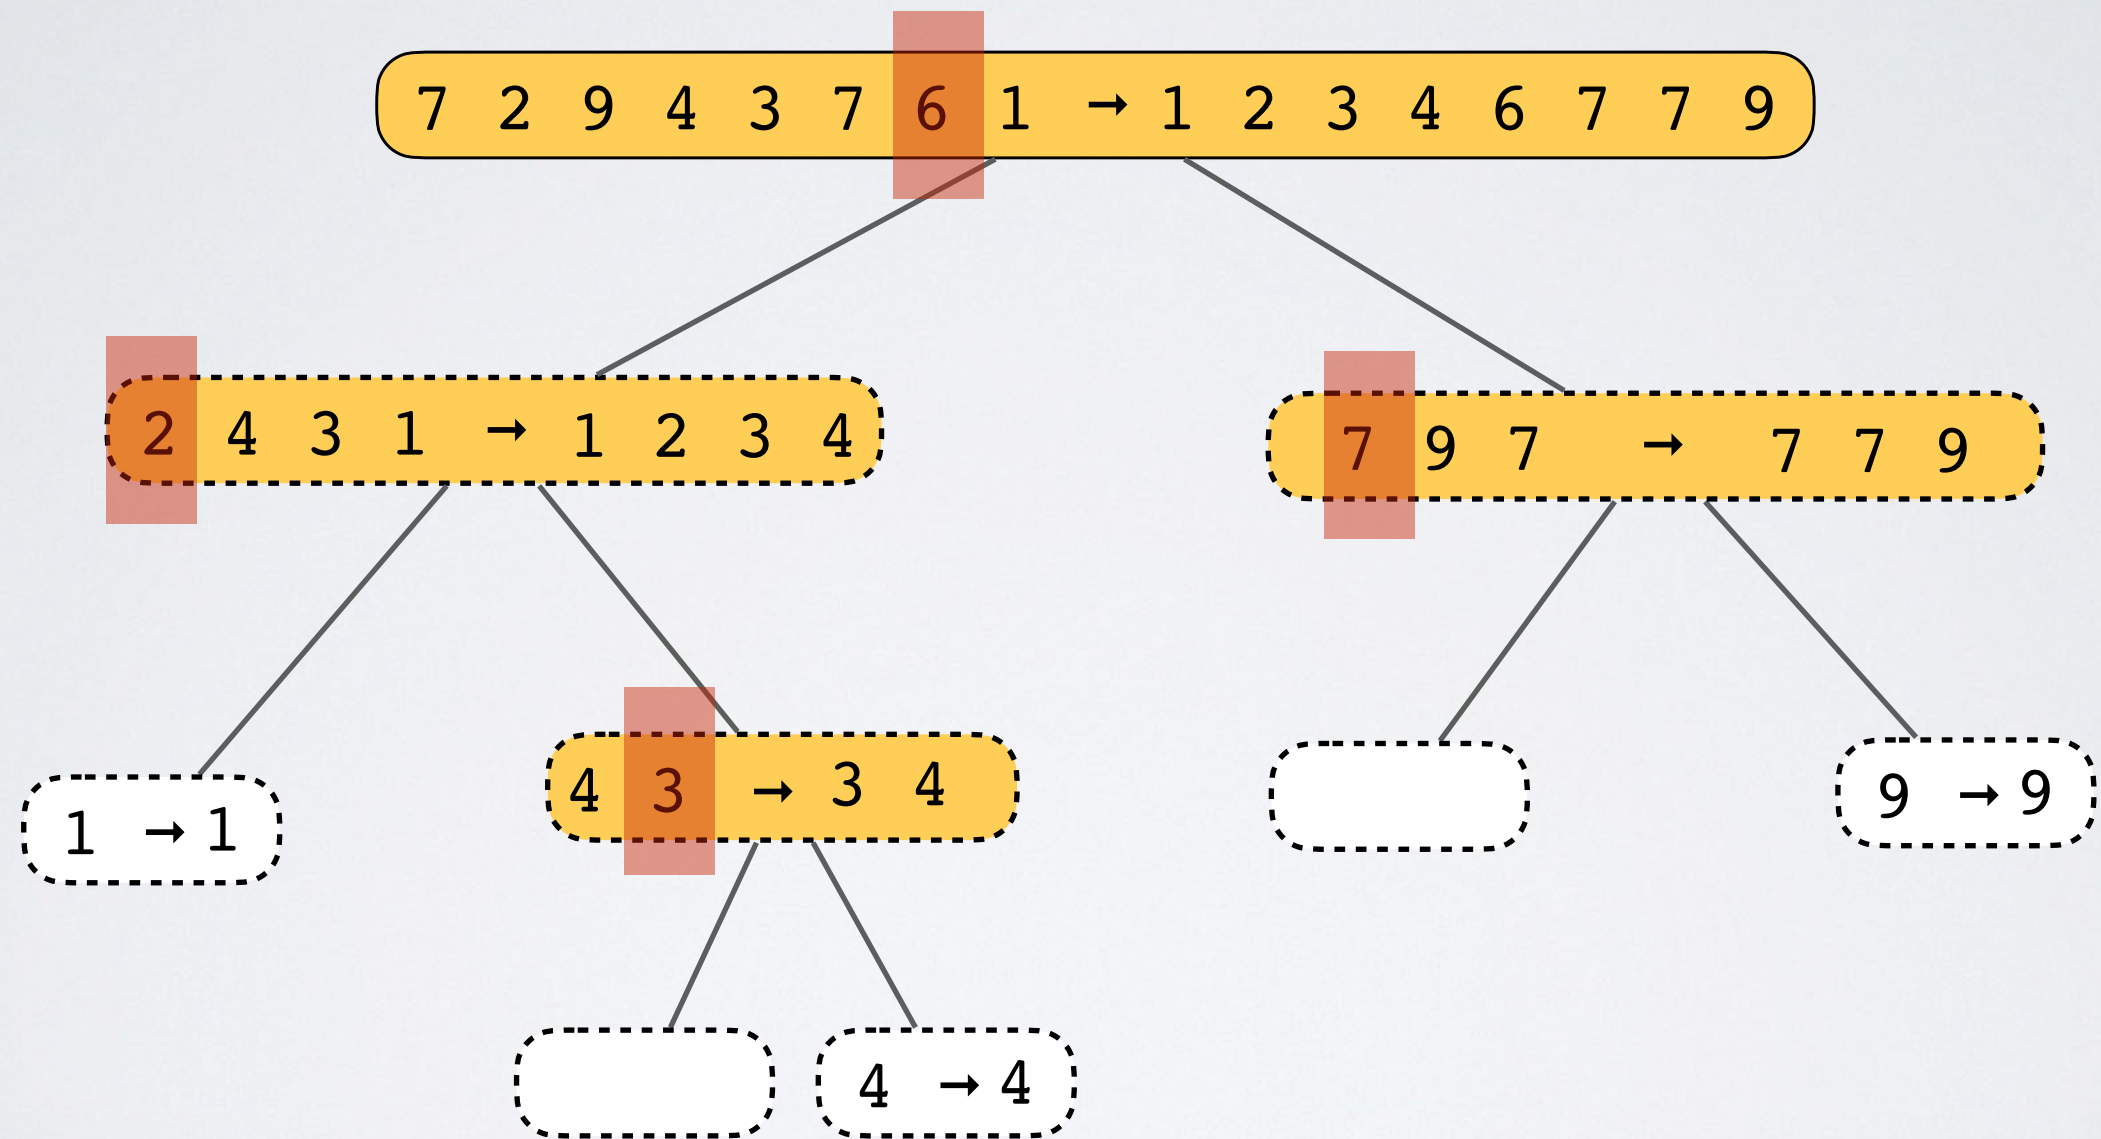 7 2 9 4 3 7 6 1 → 1 2 3 4 6 7 7 9
2 4 3 1 → 1 2 3 4
7 9 7 → 7 7 9
1 → 1
4 3 → 3 4
9 → 9
4 → 4